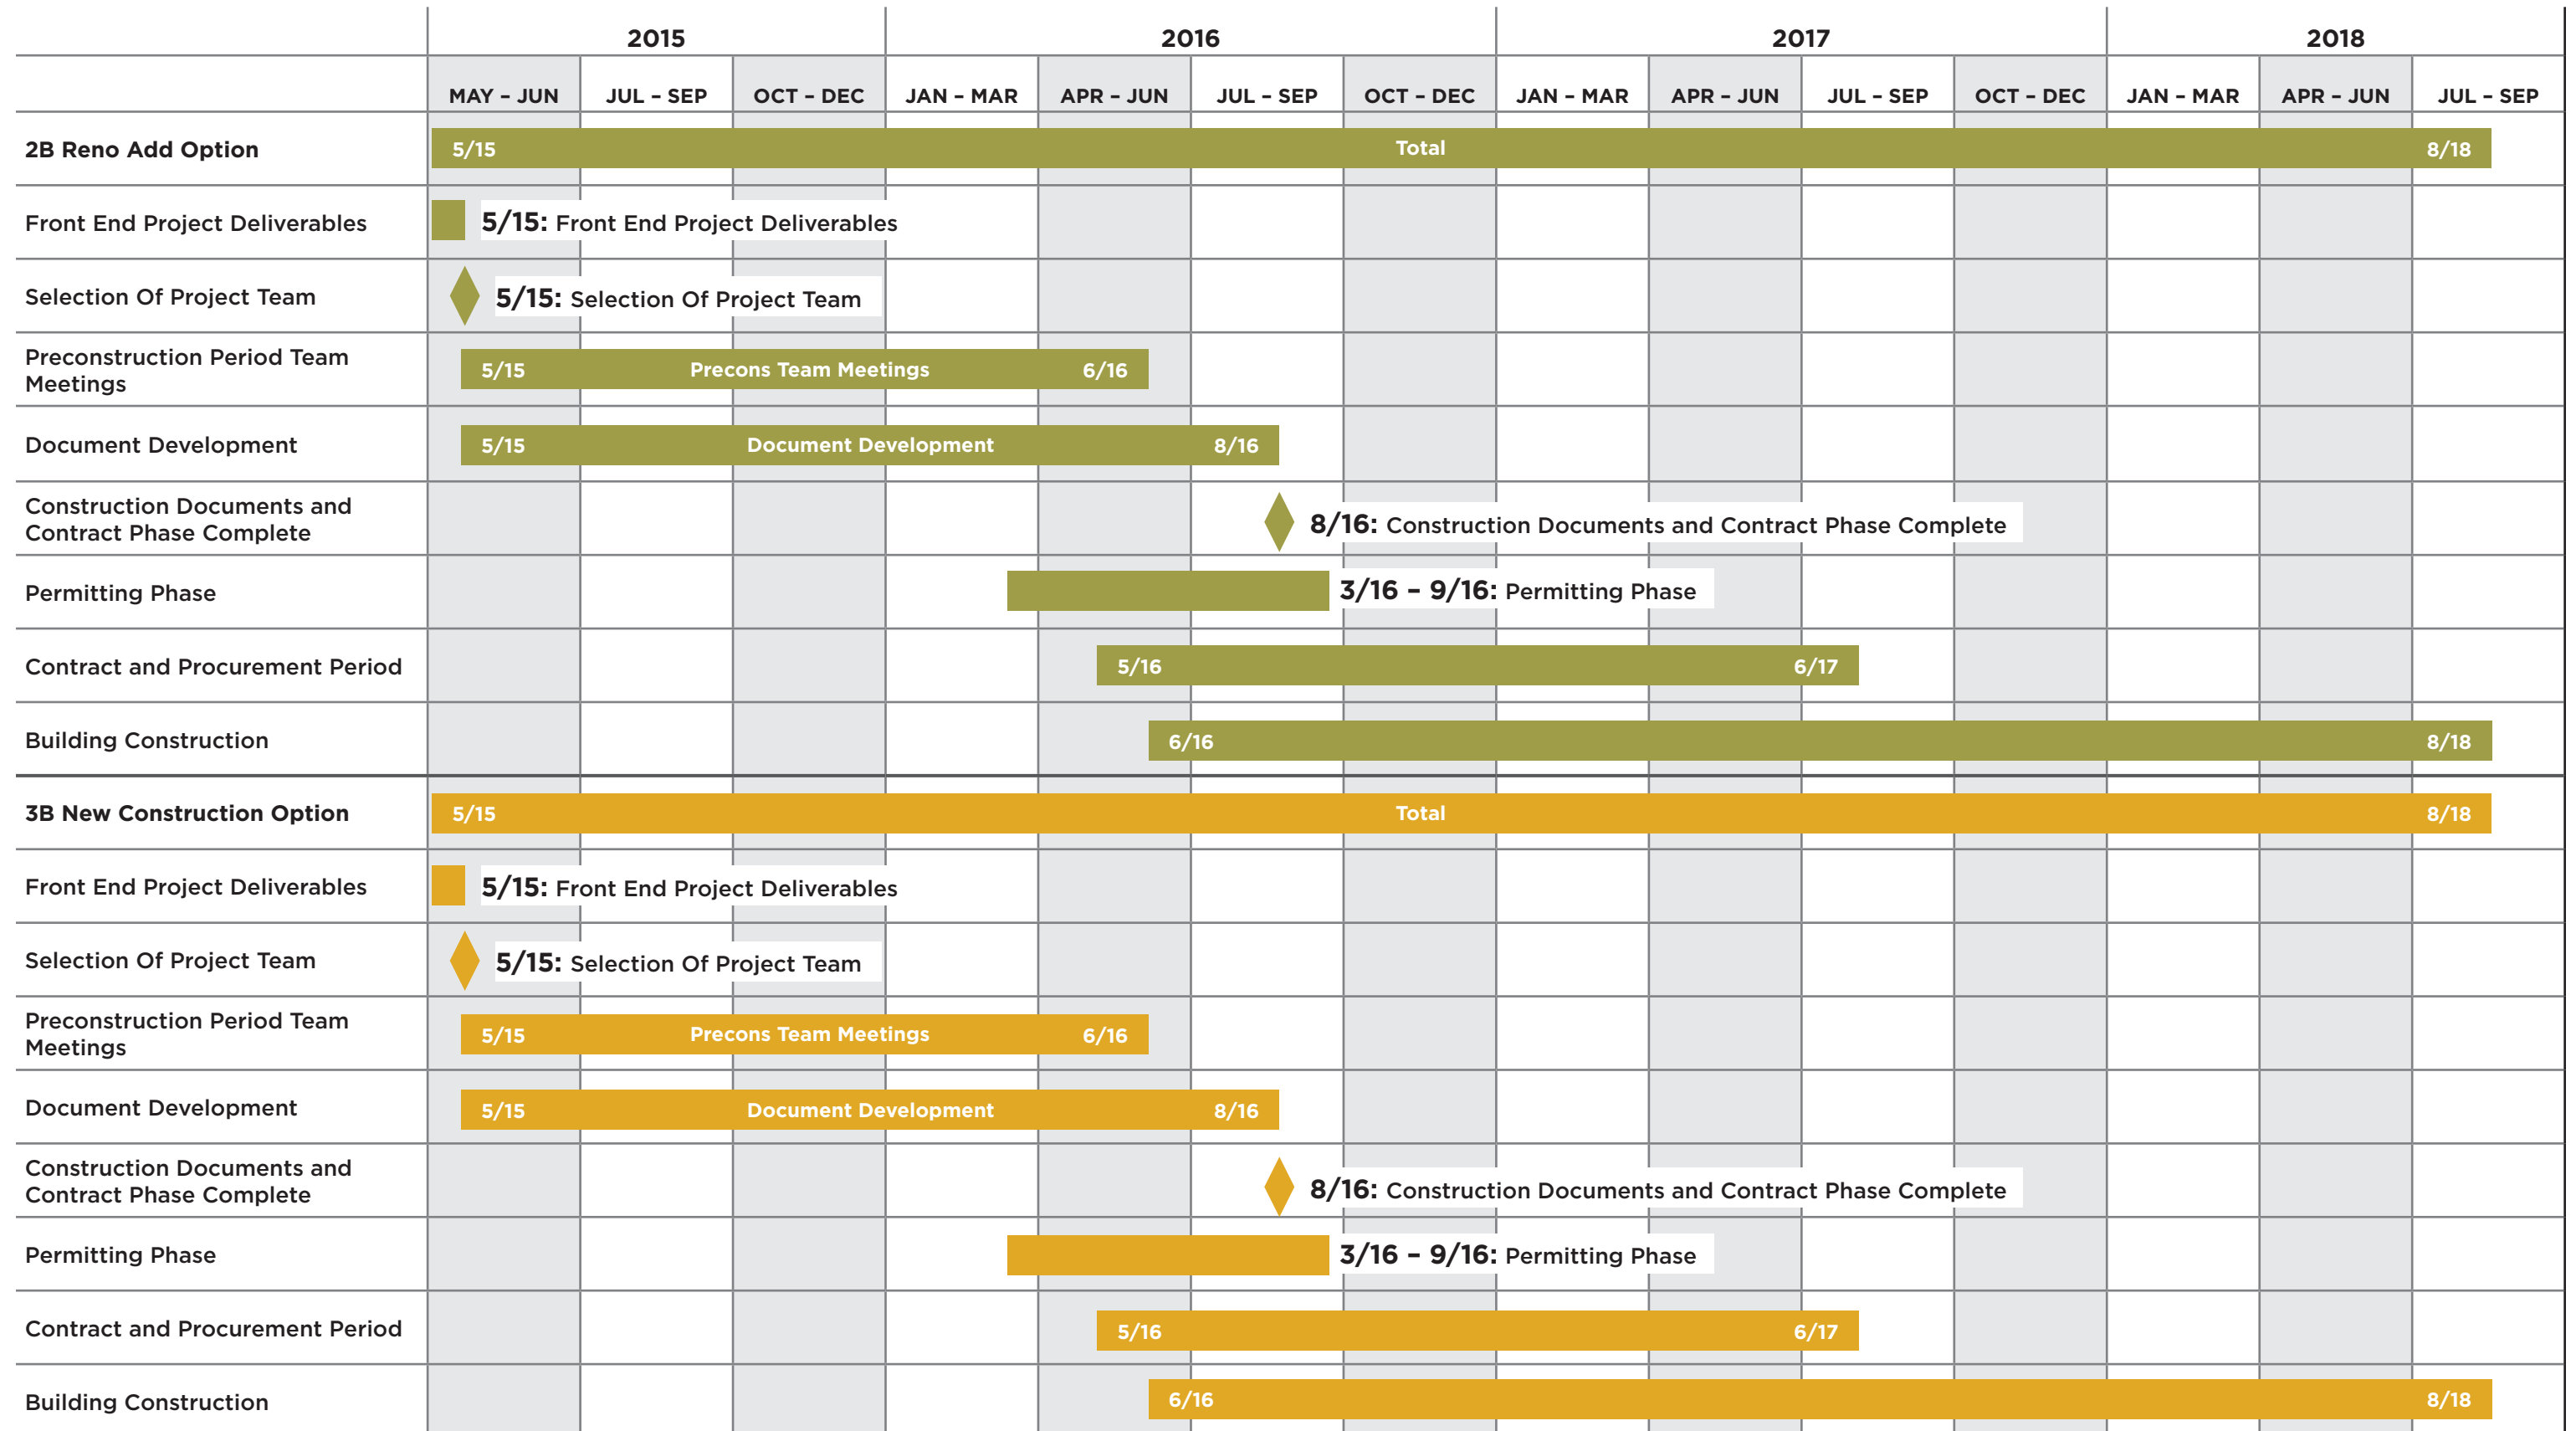 2015 2016 2017 2018
MAY – JUN JUL – SEP OCT – DEC JAN – MAR APR – JUN JUL – SEP OCT – DEC JAN – MAR APR – JUN JUL – SEP OCT – DEC JAN – MAR APR – JUN JUL – SEP
2B Reno Add Option 5/15 Total 8/18
Front End Project Deliverables 5/15: Front End Project Deliverables
Selection Of Project Team 5/15: Selection Of Project Team
Preconstruction Period Team
Meetings
5/15 Precons Team Meetings 6/16
Document Development 5/15 Document Development 8/16
Construction Documents and
Contract Phase Complete
8/16: Construction Documents and Contract Phase Complete
Permitting Phase 3/16 – 9/16: Permitting Phase
Contract and Procurement Period 5/16 6/17
Building Construction 6/16 8/18
3B New Construction Option 5/15 Total 8/18
Front End Project Deliverables 5/15: Front End Project Deliverables
Selection Of Project Team 5/15: Selection Of Project Team
Preconstruction Period Team
Meetings
5/15 Precons Team Meetings 6/16
Document Development 5/15 Document Development 8/16
Construction Documents and
Contract Phase Complete
8/16: Construction Documents and Contract Phase Complete
Permitting Phase 3/16 – 9/16: Permitting Phase
Contract and Procurement Period 5/16 6/17
Building Construction 6/16 8/18